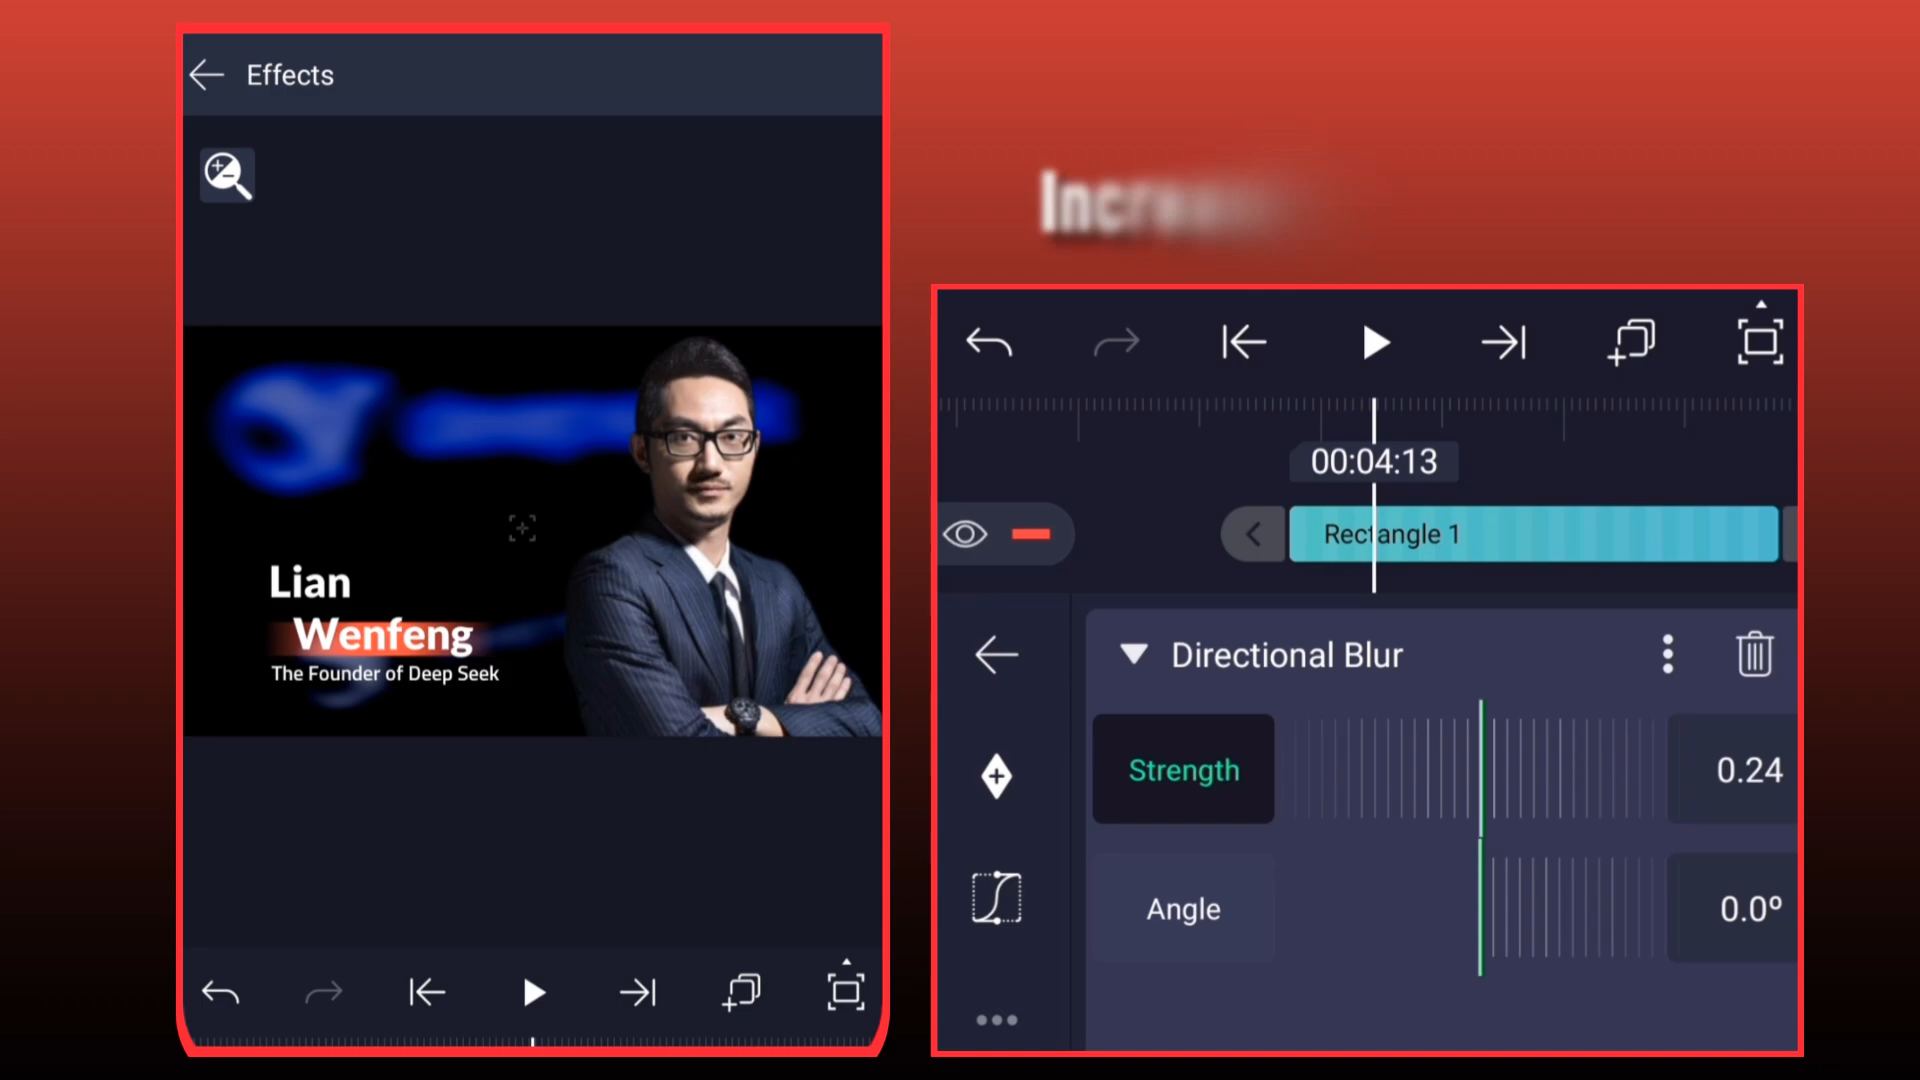 Effects
Lian
Wenfeng
The Founder of Deep Seek
00:04:13
Rectangle 1
Directional Blur
Strength
0.24
Angle
0.0º